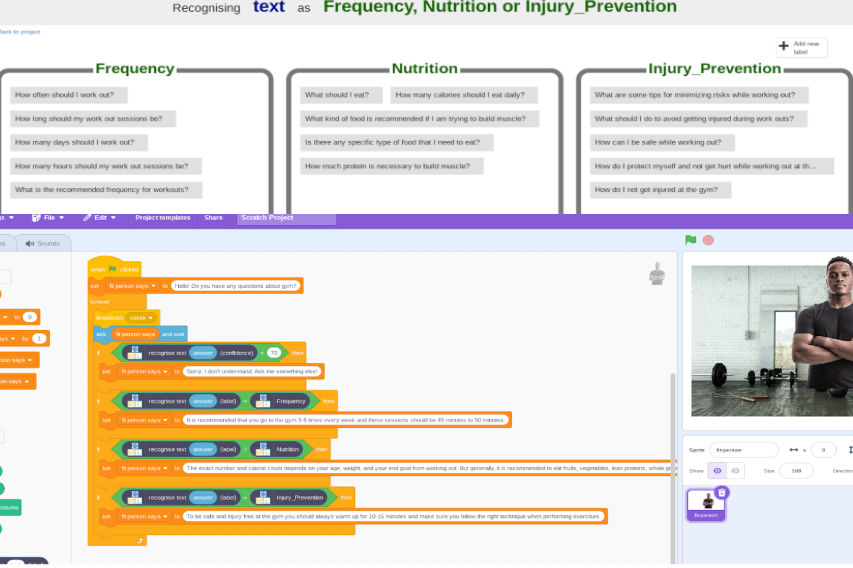 Recognising text as Frequency, Nutrition or Injury_Prevention
Back to project
Add new label
Frequency
How often should I work out?
How long should my work out sessions be?
How many days should I work out?
How many hours should my work out sessions be?
What is the recommended frequency for workouts?
Nutrition
What should I eat? How many calories should I eat daily?
What kind of food is recommended if I am trying to build muscle?
Is there any specific type of food that I need to eat?
How much protein is necessary to build muscle?
Injury_Prevention
What are some tips for minimizing risks while working out?
What should I do to avoid getting injured during work outs?
How can I be safe while working out?
How do I protect myself and not get hurt while working out at th...
How do I not get injured at the gym?
File Edit Project templates Share Scratch Project
Sounds
to 0
by 1
when clicked
set fit person says to Hello! Do you have any questions about gym?
forever
broadcast speak
ask fit person says and wait
if recognise text answer (confidence) < 70 then
set fit person says to Sorry, I don't understand. Ask me something else!
if recognise text answer (label) = Frequency then
set fit person says to It is recommended that you go to the gym 3-5 times every week and these sessions should be 45 minutes to 90 minutes.
if recognise text answer (label) = Nutrition then
set fit person says to The exact number and calorie count depends on your age, weight, and your end goal from working out. But generally, it is recommended to eat fruits, vegetables, lean proteins, whole
if recognise text answer (label) = Injury_Prevention then
set fit person says to To be safe and injury free at the gym you should always warm up for 10-15 minutes and make sure you follow the right technique when performing exercises.
Sprite fit-person x 0
Show Size 100 Direction
fit-person